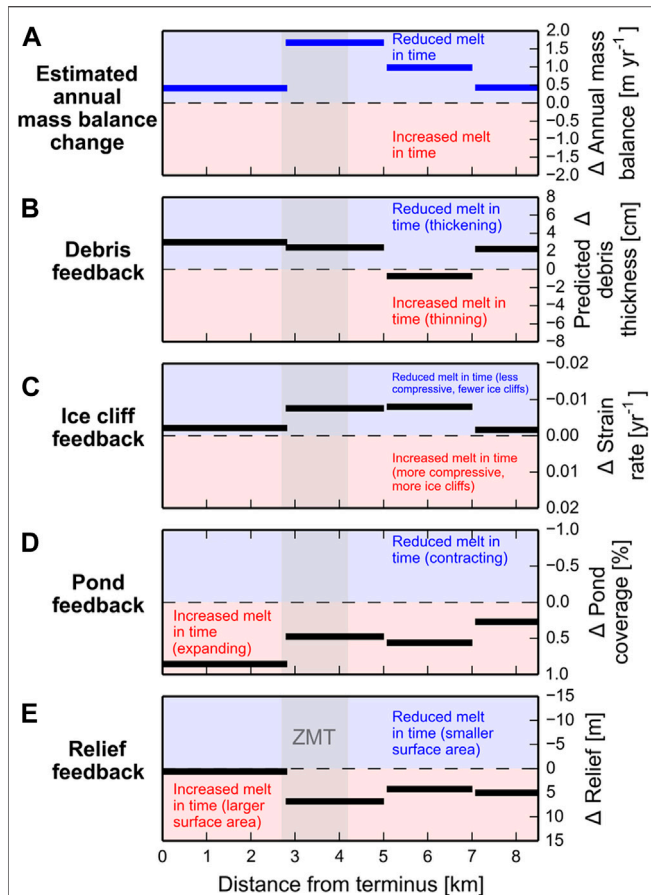 A
Estimated
annual
mass balance
change
Reduced melt
in time
Increased melt
in time
2.0
1.5
1.0
0.5
0.0
−0.5
−1.0
−1.5
−2.0
Δ Annual mass
balance [m yr⁻¹]
B
Debris
feedback
Reduced melt in
time (thickening)
Increased melt in
time (thinning)
8
6
4
2
0
−2
−4
−6
−8
Predicted Δ
debris
thickness [cm]
C
Ice cliff
feedback
Reduced melt in time (less
compressive, fewer ice cliffs)
Increased melt in time
(more compressive,
more ice cliffs)
−0.02
−0.01
0.00
0.01
0.02
Δ Strain
rate [yr⁻¹]
D
Pond
feedback
Reduced melt in
time (contracting)
Increased melt
in time
(expanding)
−1.0
−0.5
0.0
0.5
1.0
Δ Pond
coverage [%]
E
Relief
feedback
ZMT
Reduced melt
in time (smaller
surface area)
Increased melt
in time (larger
surface area)
−15
−10
−5
0
5
10
15
Δ Relief [m]
0 1 2 3 4 5 6 7 8
Distance from terminus [km]